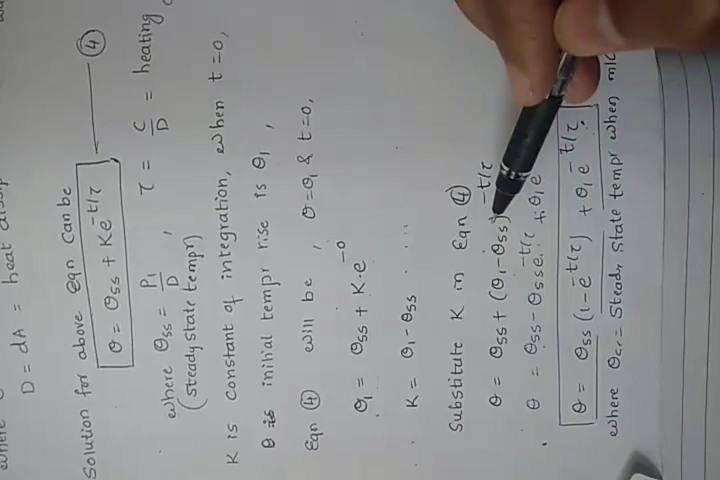 where
D = dA = heat dissip
Solution for above Eqn can be
θ = θss + Ke^-t/τ , ④
where θss = P1/D , τ = C/D = heating
(steady state tempr)
K is constant of integration, when t=0,
θ is initial tempr rise is θ1 ,
Eqn ④ will be , θ=θ1 & t=0,
θ1 = θss + K·e^-0
K = θ1 - θss ....
Substitute K in Eqn ④
θ = θss + (θ1-θss) e^-t/τ
θ = θss - θss e^-t/τ + θ1 e
θ = θss (1-e^-t/τ) + θ1 e^-t/τ.
where θss = Steady State tempr when m/c